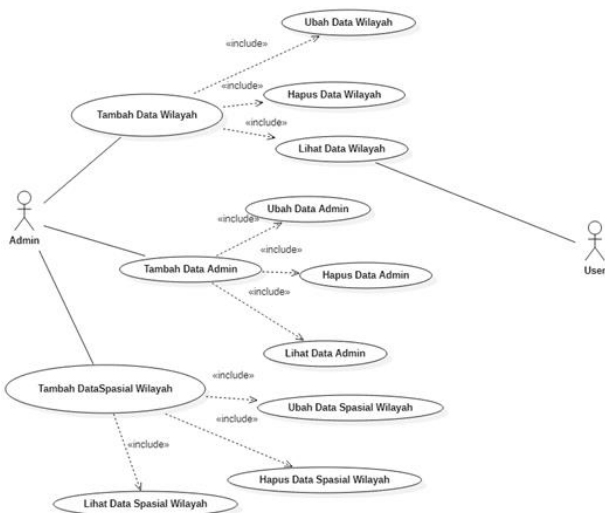 Ubah Data Wilayah
«include»
«include»
Hapus Data Wilayah
Tambah Data Wilayah
«include»
Lihat Data Wilayah
Admin
Ubah Data Admin
«include»
«include»
Tambah Data Admin
Hapus Data Admin
User
«include»
Lihat Data Admin
«include»
Tambah DataSpasial Wilayah
Ubah Data Spasial Wilayah
«include»
«include»
Hapus Data Spasial Wilayah
Lihat Data Spasial Wilayah